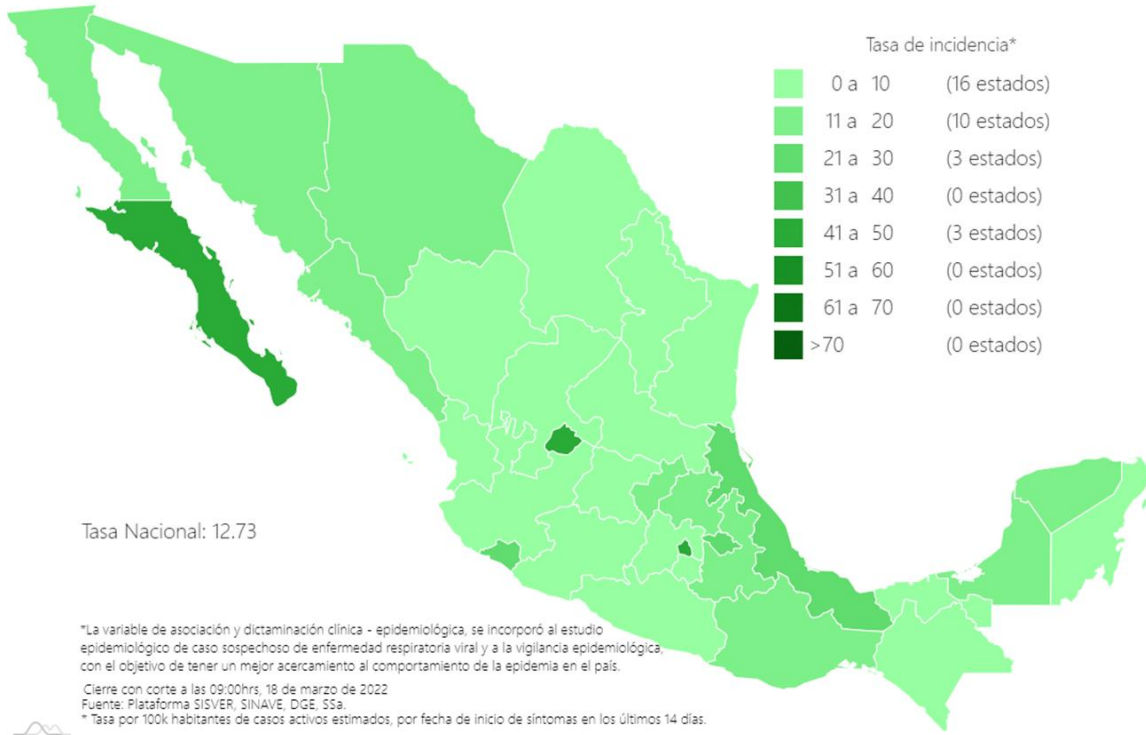 Tasa de incidencia*
0 a 10 (16 estados)
11 a 20 (10 estados)
21 a 30 (3 estados)
31 a 40 (0 estados)
41 a 50 (3 estados)
51 a 60 (0 estados)
61 a 70 (0 estados)
>70 (0 estados)
Tasa Nacional: 12.73
*La variable de asociación y dictaminación clínica - epidemiológica, se incorporó al estudio
epidemiológico de caso sospechoso de enfermedad respiratoria viral y a la vigilancia epidemiológica,
con el objetivo de tener un mejor acercamiento al comportamiento de la epidemia en el país.
Cierre con corte a las 09:00hrs, 18 de marzo de 2022
Fuente: Plataforma SISVER, SINAVE, DGE, SSa.
* Tasa por 100k habitantes de casos activos estimados, por fecha de inicio de síntomas en los últimos 14 días.